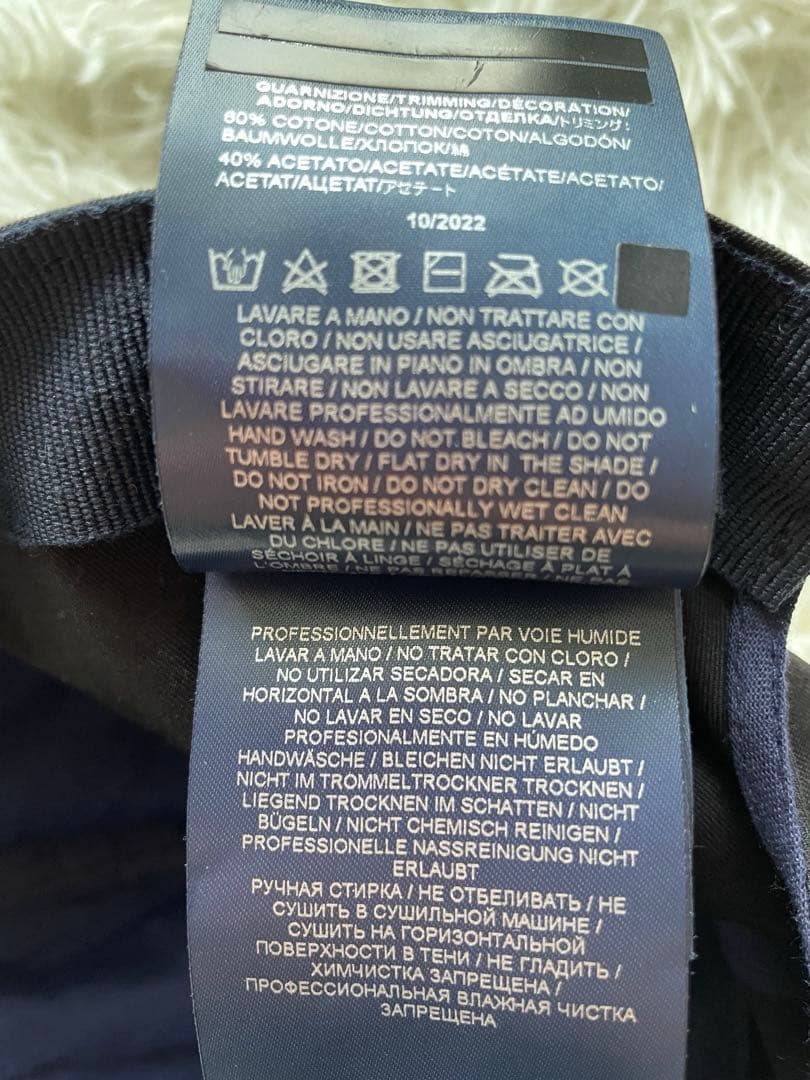 GUARNIZIONE/TRIMMING/DÉCORATION/
ADORNO/DICHTUNG/ОТДЕЛКА/トリミング:
60% COTONE/COTTON/COTON/ALGODÓN/
BAUMWOLLE/ХЛОПОК/綿
40% ACETATO/ACETATE/ACÉTATE/ACETATO/
ACETAT/АЦЕТАТ/アセテート
10/2022
LAVARE A MANO / NON TRATTARE CON
CLORO / NON USARE ASCIUGATRICE /
ASCIUGARE IN PIANO IN OMBRA / NON
STIRARE / NON LAVARE A SECCO / NON
LAVARE PROFESSIONALMENTE AD UMIDO
HAND WASH / DO NOT BLEACH / DO NOT
TUMBLE DRY / FLAT DRY IN THE SHADE /
DO NOT IRON / DO NOT DRY CLEAN / DO
NOT PROFESSIONALLY WET CLEAN
LAVER À LA MAIN / NE PAS TRAITER AVEC
DU CHLORE / NE PAS UTILISER DE
SÉCHOIR À LINGE / SÉCHAGE À PLAT À
L'OMBRE / NE PAS REPASSER / NE PAS
PROFESSIONNELLEMENT PAR VOIE HUMIDE
LAVAR A MANO / NO TRATAR CON CLORO /
NO UTILIZAR SECADORA / SECAR EN
HORIZONTAL A LA SOMBRA / NO PLANCHAR /
NO LAVAR EN SECO / NO LAVAR
PROFESIONALMENTE EN HÚMEDO
HANDWÄSCHE / BLEICHEN NICHT ERLAUBT /
NICHT IM TROMMELTROCKNER TROCKNEN /
LIEGEND TROCKNEN IM SCHATTEN / NICHT
BÜGELN / NICHT CHEMISCH REINIGEN /
PROFESSIONELLE NASSREINIGUNG NICHT
ERLAUBT
РУЧНАЯ СТИРКА / НЕ ОТБЕЛИВАТЬ / НЕ
СУШИТЬ В СУШИЛЬНОЙ МАШИНЕ /
СУШИТЬ НА ГОРИЗОНТАЛЬНОЙ
ПОВЕРХНОСТИ В ТЕНИ / НЕ ГЛАДИТЬ /
ХИМЧИСТКА ЗАПРЕЩЕНА /
ПРОФЕССИОНАЛЬНАЯ ВЛАЖНАЯ ЧИСТКА
ЗАПРЕЩЕНА